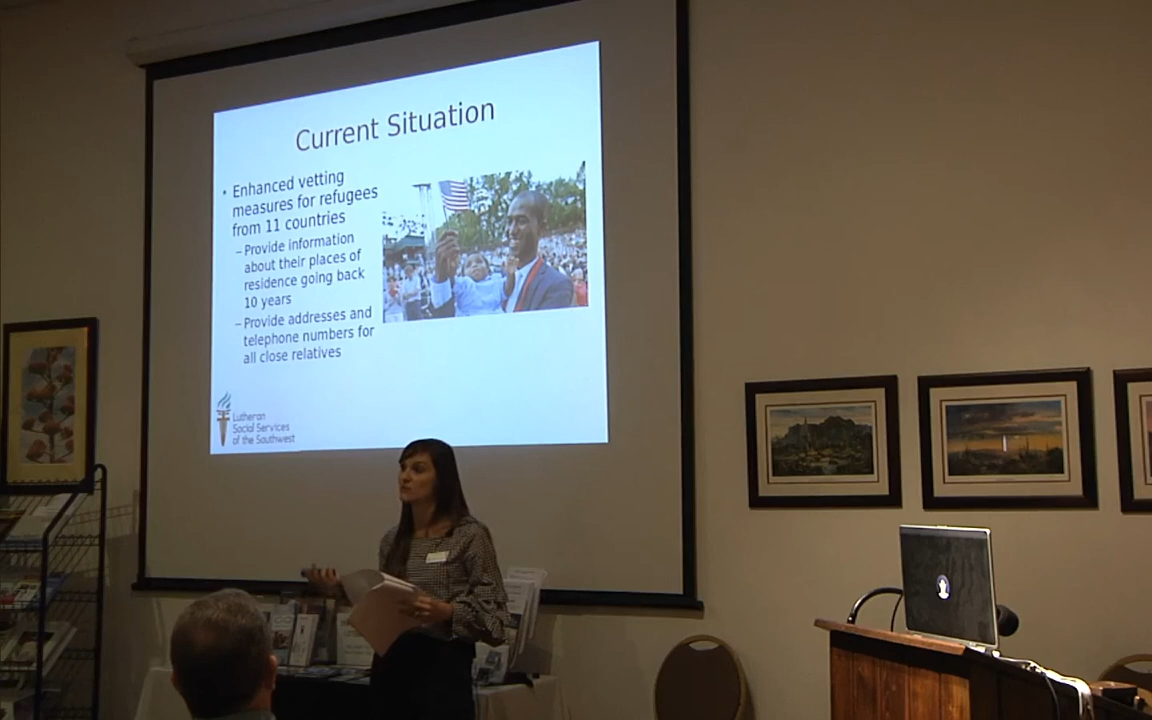 Current Situation
• Enhanced vetting
measures for refugees
from 11 countries
– Provide information
about their places of
residence going back
10 years
– Provide addresses and
telephone numbers for
all close relatives
Lutheran
Social Services
of the Southwest